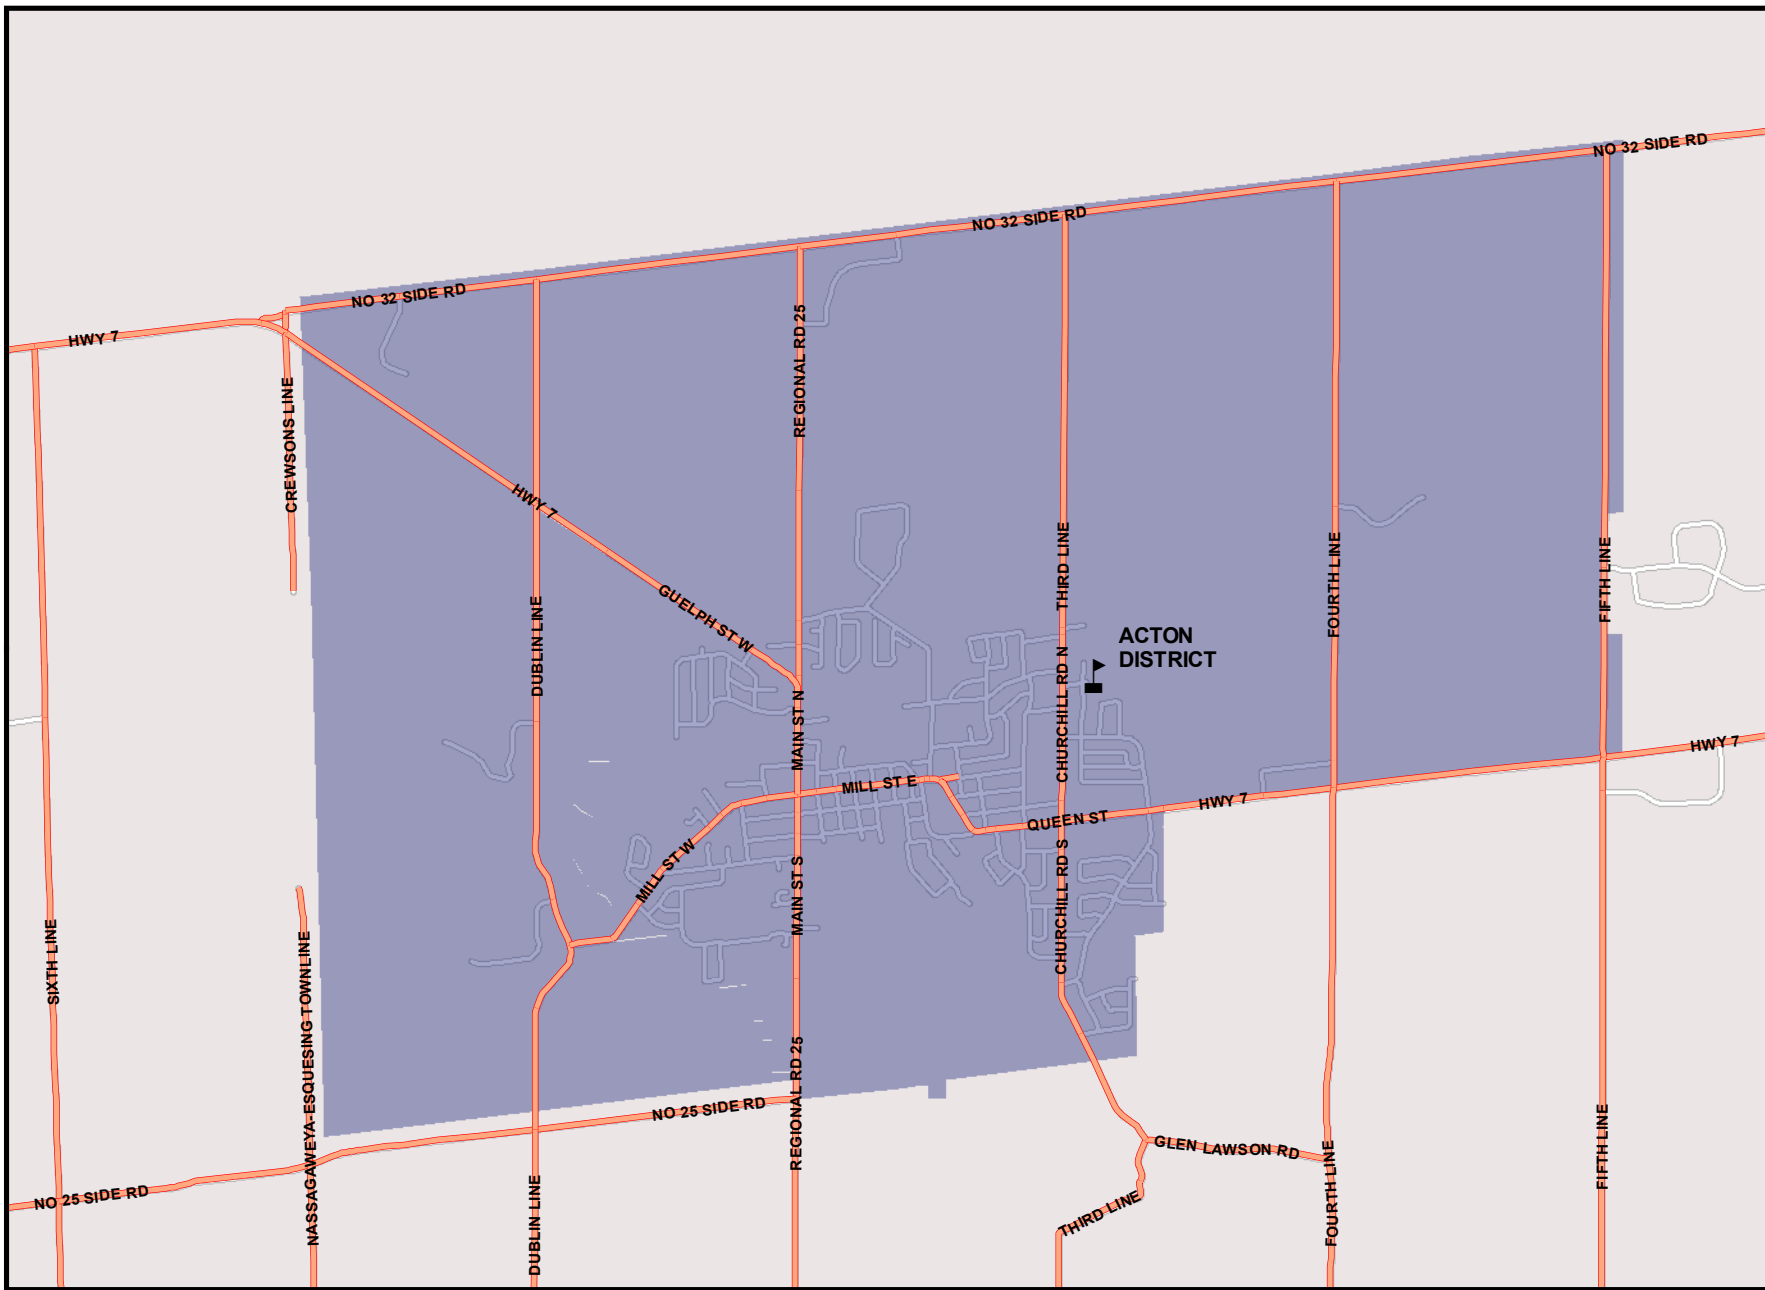 NO 32 SIDE RD
NO 32 SIDE RD
NO 32 SIDE RD
HWY 7
REGIONAL RD 25
CREWSONS LINE
HWY 7
THIRD LINE
FOURTH LINE
FIFTH LINE
DUBLIN LINE
GUELPH ST W
ACTON
DISTRICT
CHURCHILL RD N
MAIN ST N
HWY 7
MILL ST E
HWY 7
QUEEN ST
MILL ST W
MAIN ST S
CHURCHILL RD S
SIXTH LINE
NASSAGAWEYA-ESQUESING TOWNLINE
REGIONAL RD 25
NO 25 SIDE RD
GLEN LAWSON RD
FIFTH LINE
NO 25 SIDE RD
DUBLIN LINE
THIRD LINE
FOURTH LINE